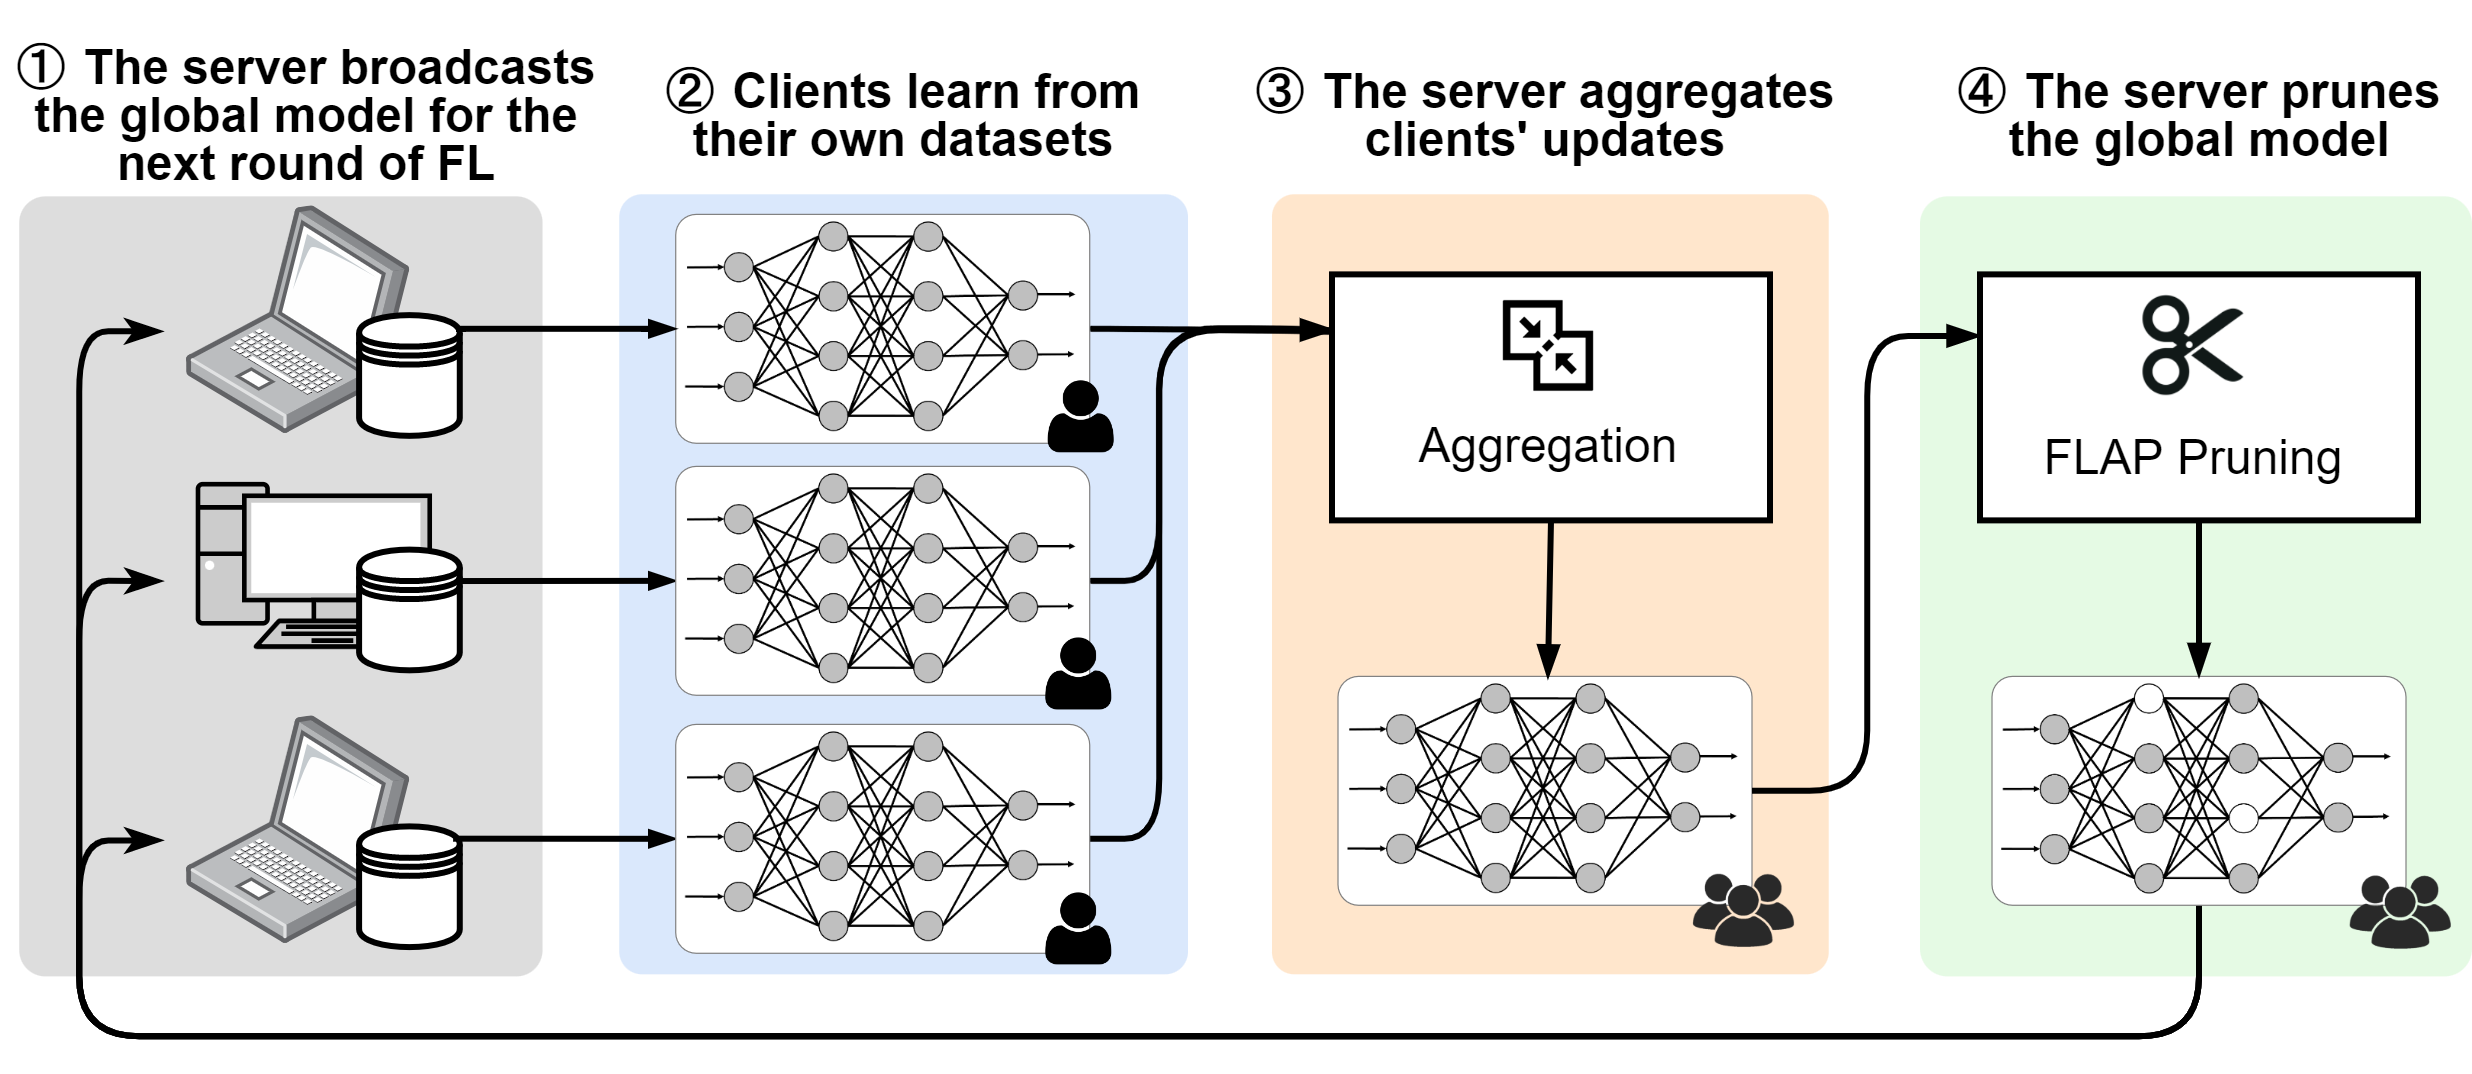 ① The server broadcasts
the global model for the
next round of FL
② Clients learn from
their own datasets
③ The server aggregates
clients' updates
④ The server prunes
the global model
Aggregation
FLAP Pruning